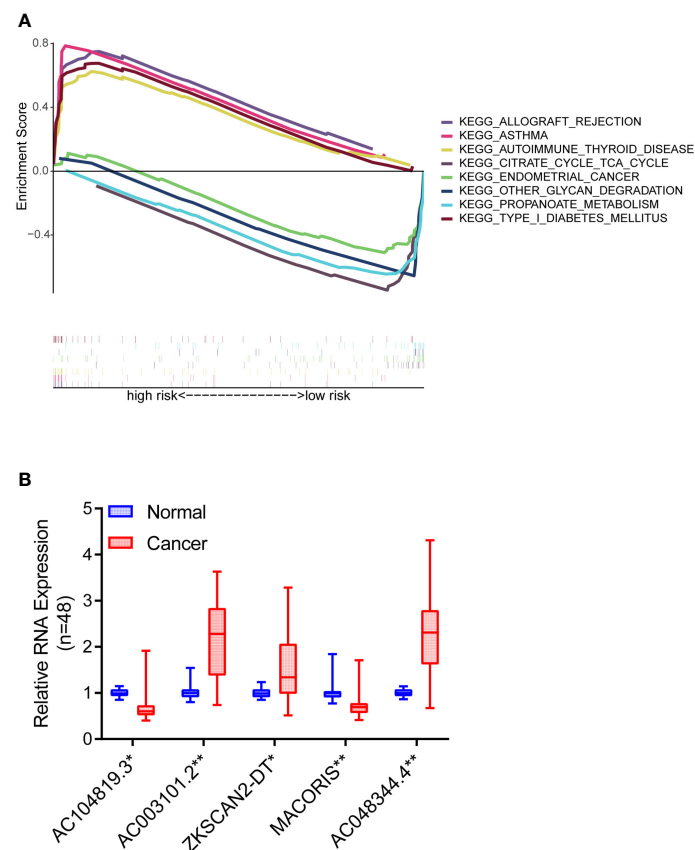 A
0.8
0.4
0.0
−0.4
Enrichment Score
KEGG_ALLOGRAFT_REJECTION
KEGG_ASTHMA
KEGG_AUTOIMMUNE_THYROID_DISEASE
KEGG_CITRATE_CYCLE_TCA_CYCLE
KEGG_ENDOMETRIAL_CANCER
KEGG_OTHER_GLYCAN_DEGRADATION
KEGG_PROPANOATE_METABOLISM
KEGG_TYPE_I_DIABETES_MELLITUS
high risk<-------------->low risk
B
Normal
Cancer
5
4
3
2
1
0
Relative RNA Expression
(n=48)
AC104819.3*
AC003101.2**
ZKSCAN2-DT*
MACORIS**
AC048344.4**